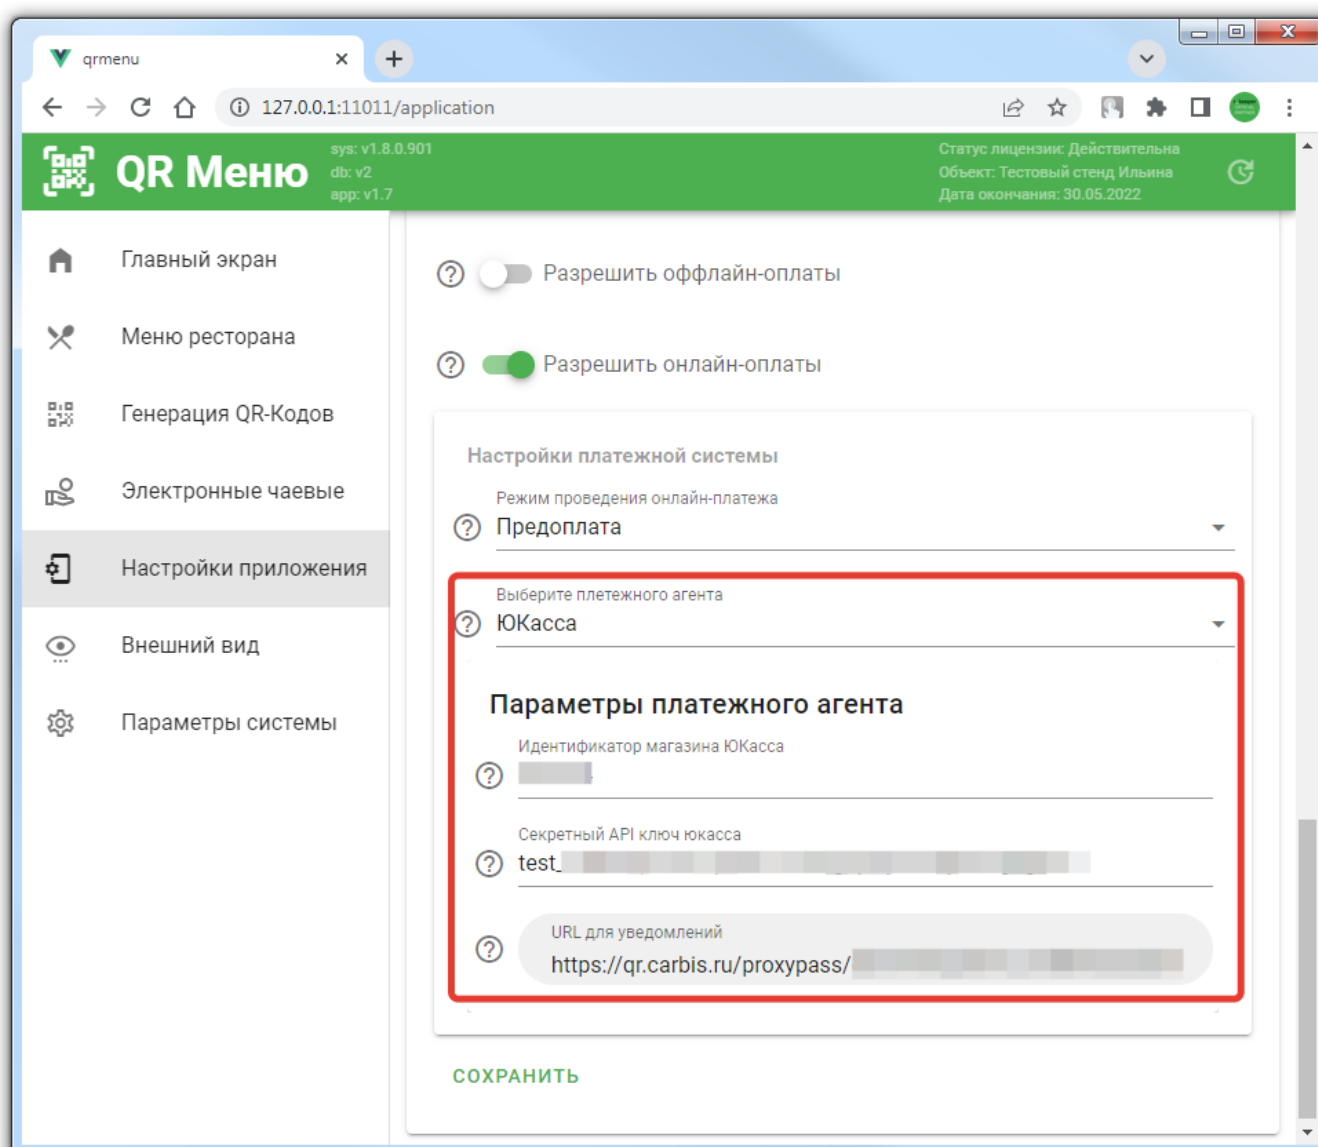 qrmenu
127.0.0.1:11011/application
QR Меню
sys: v1.8.0.901
db: v2
app: v1.7
Статус лицензии: Действительна
Объект: Тестовый стенд Ильина
Дата окончания: 30.05.2022
Главный экран
Меню ресторана
Генерация QR-Кодов
Электронные чаевые
Настройки приложения
Внешний вид
Параметры системы
Разрешить оффлайн-оплаты
Разрешить онлайн-оплаты
Настройки платежной системы
Режим проведения онлайн-платежа
Предоплата
Выберите плетежного агента
ЮКасса
Параметры платежного агента
Идентификатор магазина ЮКасса
Секретный API ключ юкасса
test_
URL для уведомлений
https://qr.carbis.ru/proxypass/
СОХРАНИТЬ